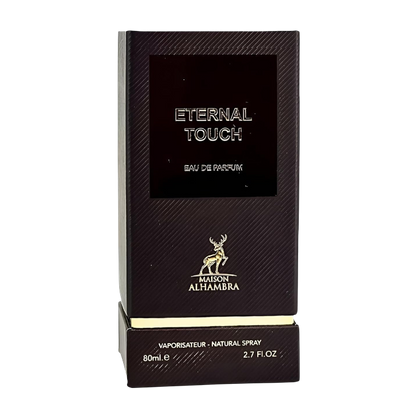 ETERNAL
TOUCH
EAU DE PARFUM
MAISON
ALHAMBRA
VAPORISATEUR - NATURAL SPRAY
80ml.e 2.7 Fl.OZ